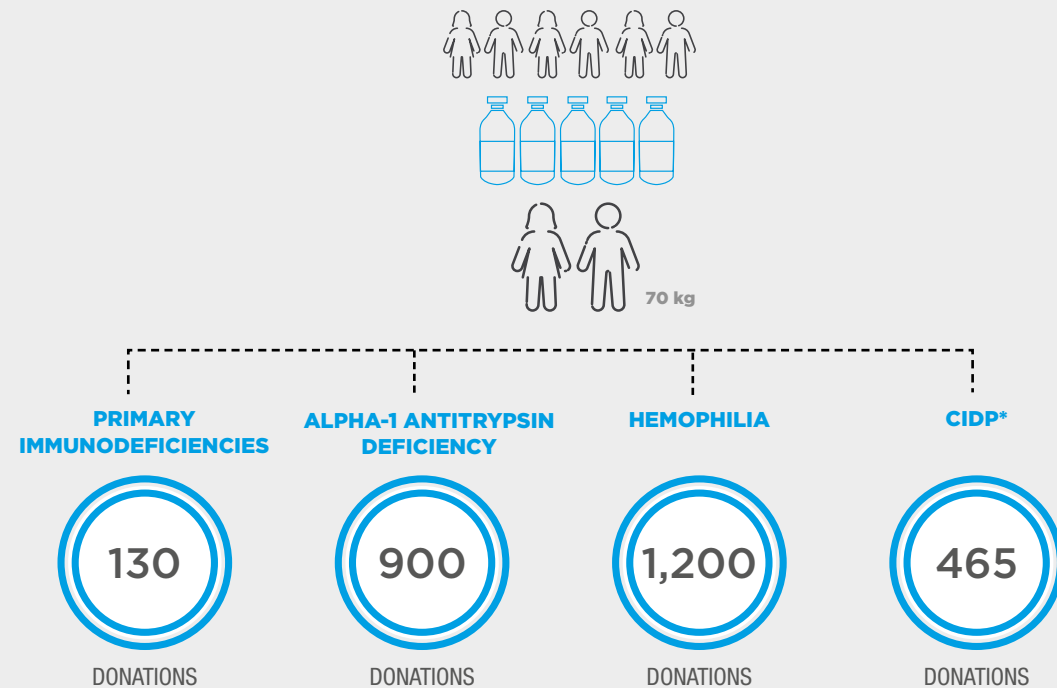 70 kg
PRIMARY
IMMUNODEFICIENCIES
ALPHA-1 ANTITRYPSIN
DEFICIENCY
HEMOPHILIA
CIDP*
130
900
1,200
465
DONATIONS
DONATIONS
DONATIONS
DONATIONS